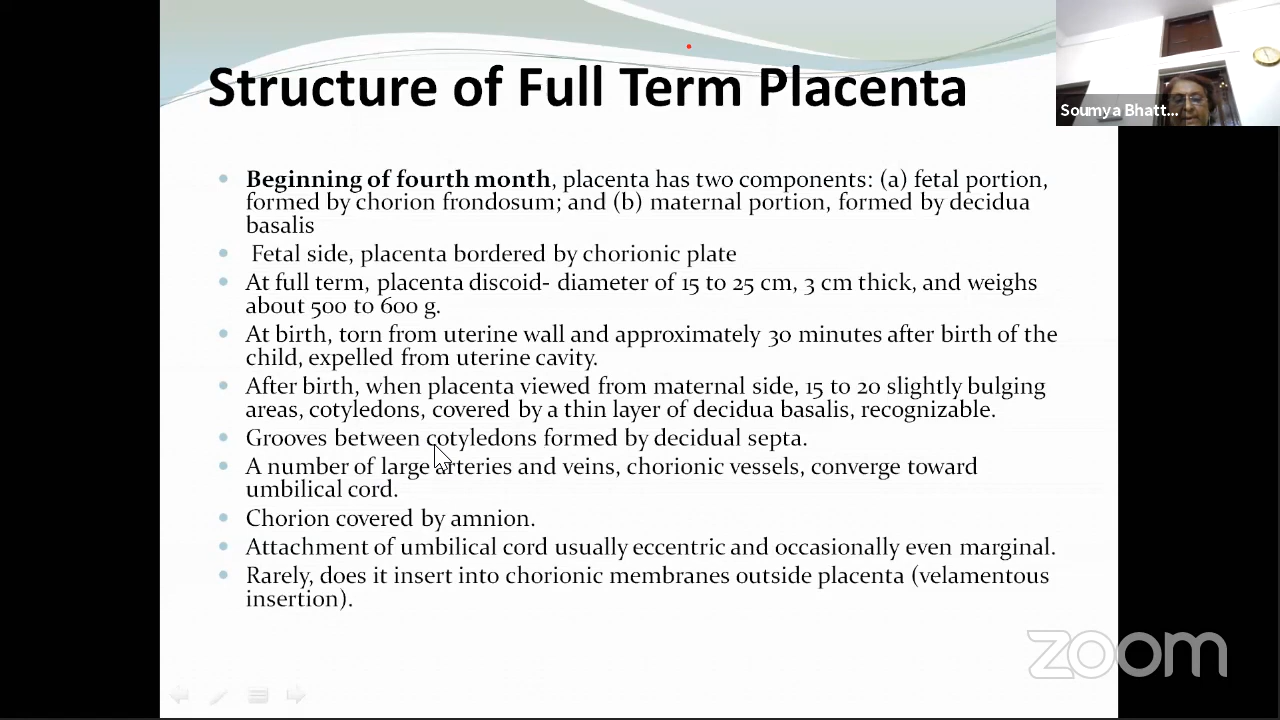 Structure of Full Term Placenta
Soumya Bhatt...
Beginning of fourth month, placenta has two components: (a) fetal portion,
formed by chorion frondosum; and (b) maternal portion, formed by decidua
basalis
Fetal side, placenta bordered by chorionic plate
At full term, placenta discoid- diameter of 15 to 25 cm, 3 cm thick, and weighs
about 500 to 600 g.
At birth, torn from uterine wall and approximately 30 minutes after birth of the
child, expelled from uterine cavity.
After birth, when placenta viewed from maternal side, 15 to 20 slightly bulging
areas, cotyledons, covered by a thin layer of decidua basalis, recognizable.
Grooves between cotyledons formed by decidual septa.
A number of large arteries and veins, chorionic vessels, converge toward
umbilical cord.
Chorion covered by amnion.
Attachment of umbilical cord usually eccentric and occasionally even marginal.
Rarely, does it insert into chorionic membranes outside placenta (velamentous
insertion).
zoom